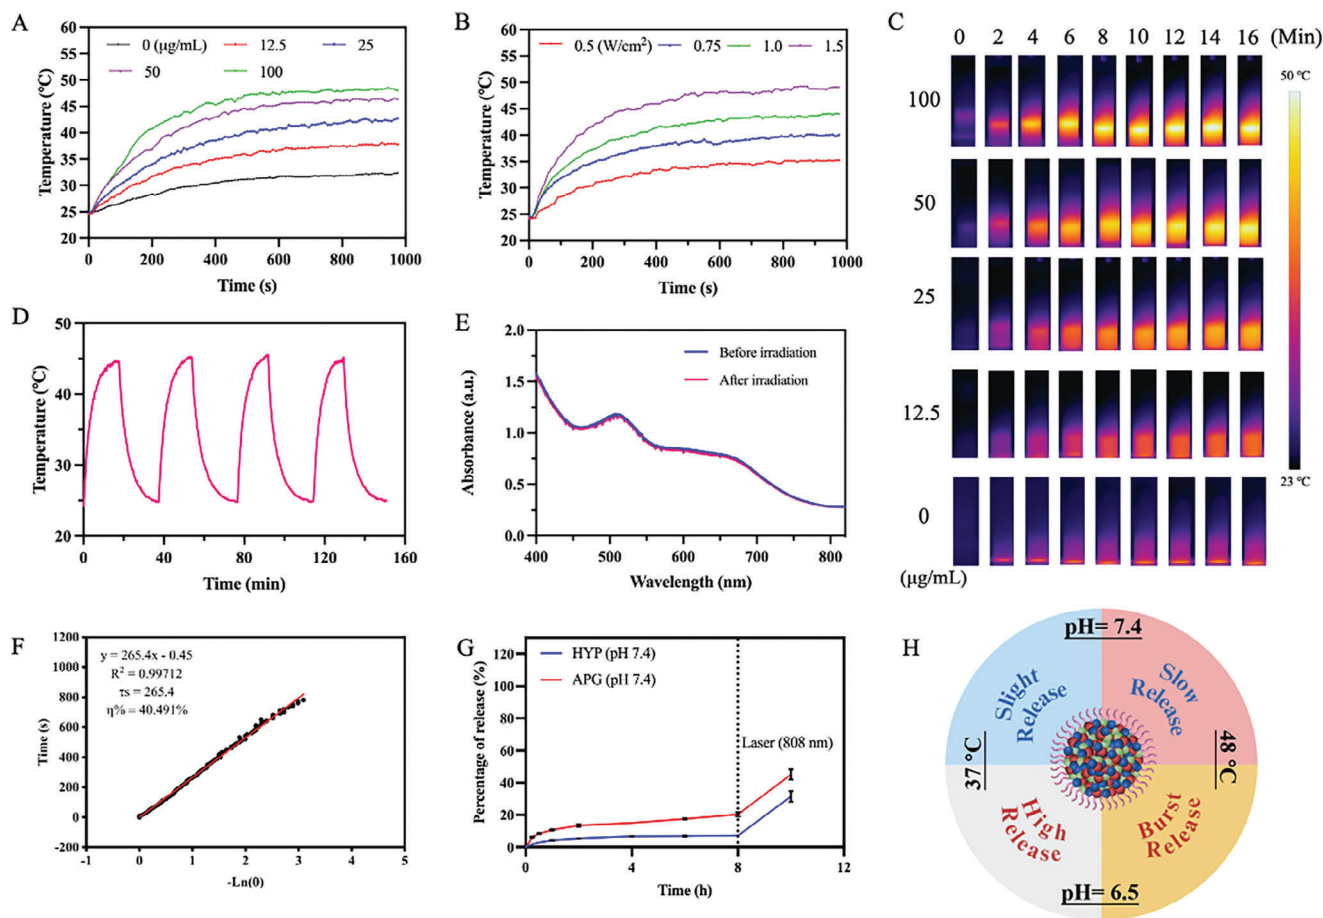 A
Temperature (℃)
60
55
50
45
40
35
30
25
20
0 (μg/mL)
12.5
25
50
100
0
200
400
600
800
1000
Time (s)
B
Temperature (℃)
60
55
50
45
40
35
30
25
20
0.5 (W/cm²)
0.75
1.0
1.5
0
200
400
600
800
1000
Time (s)
C
0 2 4 6 8 10 12 14 16 (Min)
100
50
25
12.5
0
(μg/mL)
50 ℃
23 ℃
D
Temperature (℃)
50
40
30
20
0
40
80
120
160
Time (min)
E
Absorbance (a.u.)
2.0
1.5
1.0
0.5
0.0
Before irradiation
After irradiation
400
500
600
700
800
Wavelength (nm)
F
Time (s)
1200
1000
800
600
400
200
0
-200
y = 265.4x - 0.45
R² = 0.99712
τs = 265.4
η% = 40.491%
-1
0
1
2
3
4
5
-Ln(θ)
G
Percentage of release (%)
120
100
80
60
40
20
0
HYP (pH 7.4)
APG (pH 7.4)
Laser (808 nm)
0
4
8
12
Time (h)
H
pH= 7.4
Slight
Release
Slow
Release
37 °C
48 °C
High
Release
Burst
Release
pH= 6.5